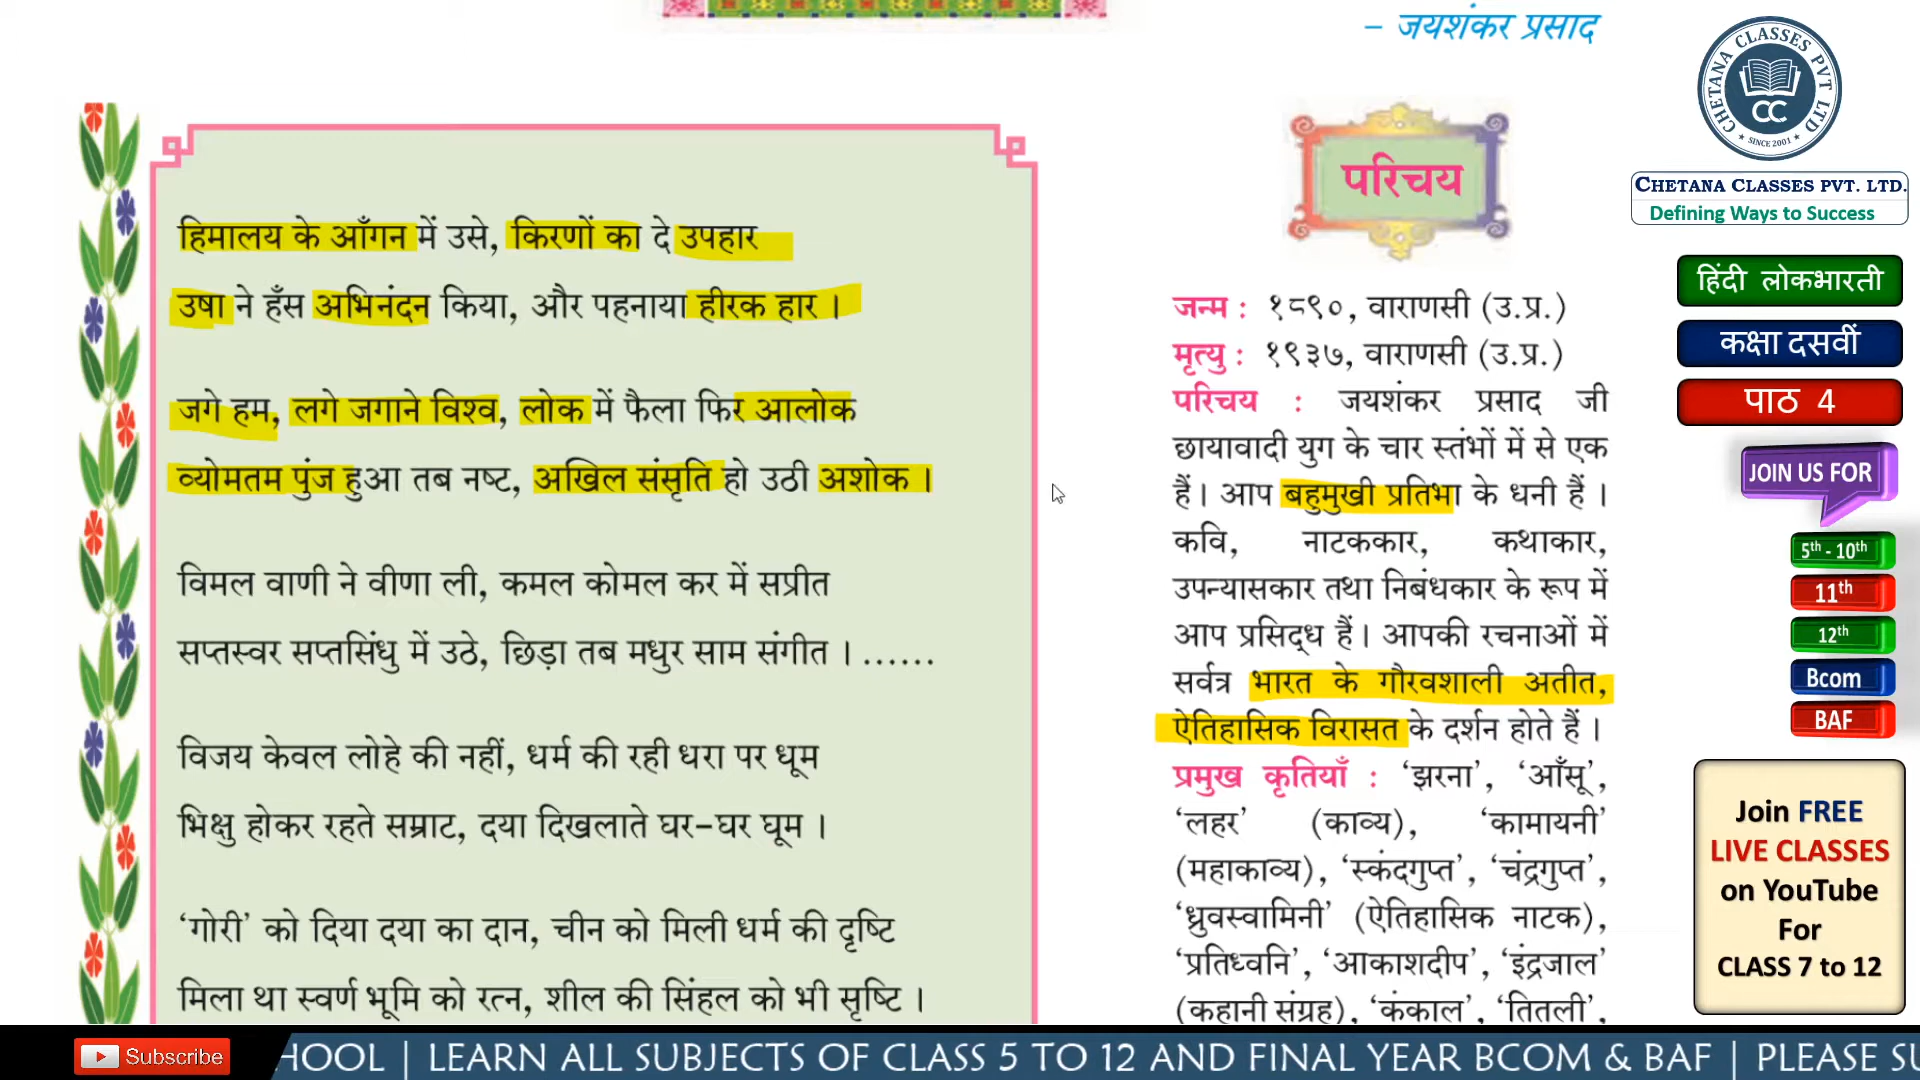 – जयशंकर प्रसाद
हिमालय के आँगन में उसे, किरणों का दे उपहार
उषा ने हँस अभिनंदन किया, और पहनाया हीरक हार ।
जगे हम, लगे जगाने विश्व, लोक में फैला फिर आलोक
व्योमतम पुंज हुआ तब नष्ट, अखिल संसृति हो उठी अशोक ।
विमल वाणी ने वीणा ली, कमल कोमल कर में सप्रीत
सप्तस्वर सप्तसिंधु में उठे, छिड़ा तब मधुर साम संगीत । ......
विजय केवल लोहे की नहीं, धर्म की रही धरा पर धूम
भिक्षु होकर रहते सम्राट, दया दिखलाते घर-घर घूम ।
‘गोरी’ को दिया दया का दान, चीन को मिली धर्म की दृष्टि
मिला था स्वर्ण भूमि को रत्न, शील की सिंहल को भी सृष्टि ।
परिचय
जन्म : १८९०, वाराणसी (उ.प्र.)
मृत्यु : १९३७, वाराणसी (उ.प्र.)
परिचय : जयशंकर प्रसाद जी
छायावादी युग के चार स्तंभों में से एक
हैं । आप बहुमुखी प्रतिभा के धनी हैं ।
कवि, नाटककार, कथाकार,
उपन्यासकार तथा निबंधकार के रूप में
आप प्रसिद्ध हैं । आपकी रचनाओं में
सर्वत्र भारत के गौरवशाली अतीत,
ऐतिहासिक विरासत के दर्शन होते हैं ।
प्रमुख कृतियाँ : ‘झरना’, ‘आँसू’,
‘लहर’ (काव्य), ‘कामायनी’
(महाकाव्य), ‘स्कंदगुप्त’, ‘चंद्रगुप्त’,
‘ध्रुवस्वामिनी’ (ऐतिहासिक नाटक),
‘प्रतिध्वनि’, ‘आकाशदीप’, ‘इंद्रजाल’
(कहानी संग्रह), ‘कंकाल’, ‘तितली’,
CHETANA CLASSES PVT LTD
CC
SINCE 2001
CHETANA CLASSES PVT. LTD.
Defining Ways to Success
हिंदी लोकभारती
कक्षा दसवीं
पाठ 4
JOIN US FOR
5th - 10th
11th
12th
Bcom
BAF
Join FREE
LIVE CLASSES
on YouTube
For
CLASS 7 to 12
Subscribe
HOOL | LEARN ALL SUBJECTS OF CLASS 5 TO 12 AND FINAL YEAR BCOM & BAF | PLEASE SU